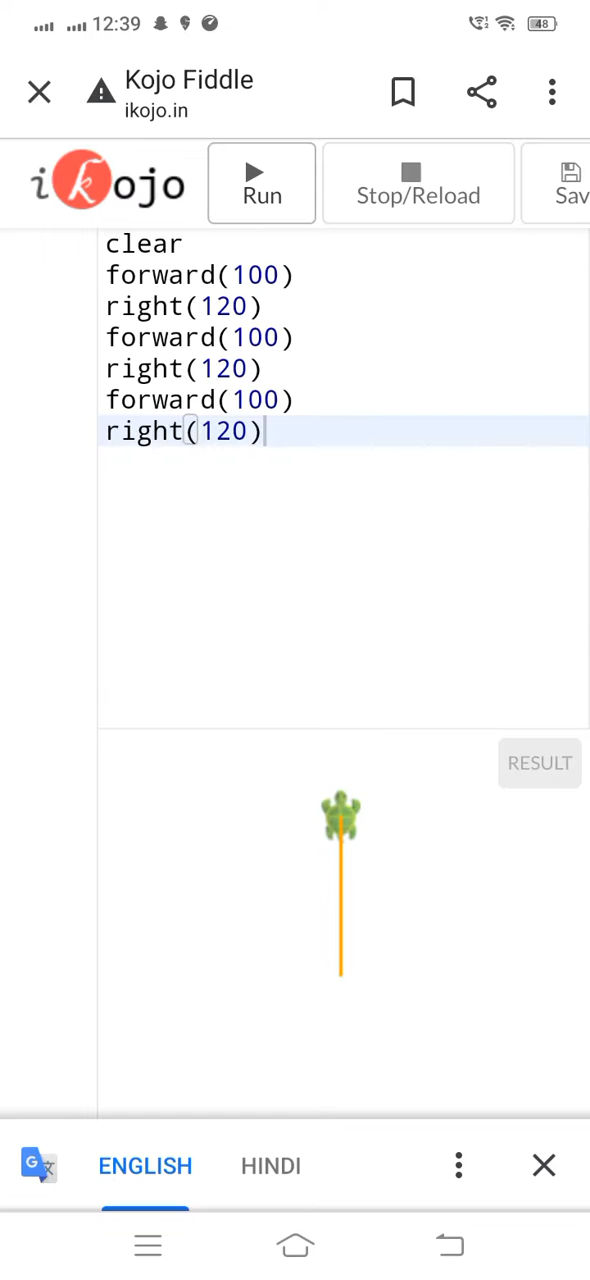 12:39
48
Kojo Fiddle
ikojo.in
ikojo
Run
Stop/Reload
Sav
clear
forward(100)
right(120)
forward(100)
right(120)
forward(100)
right(120)
RESULT
G 文
ENGLISH
HINDI